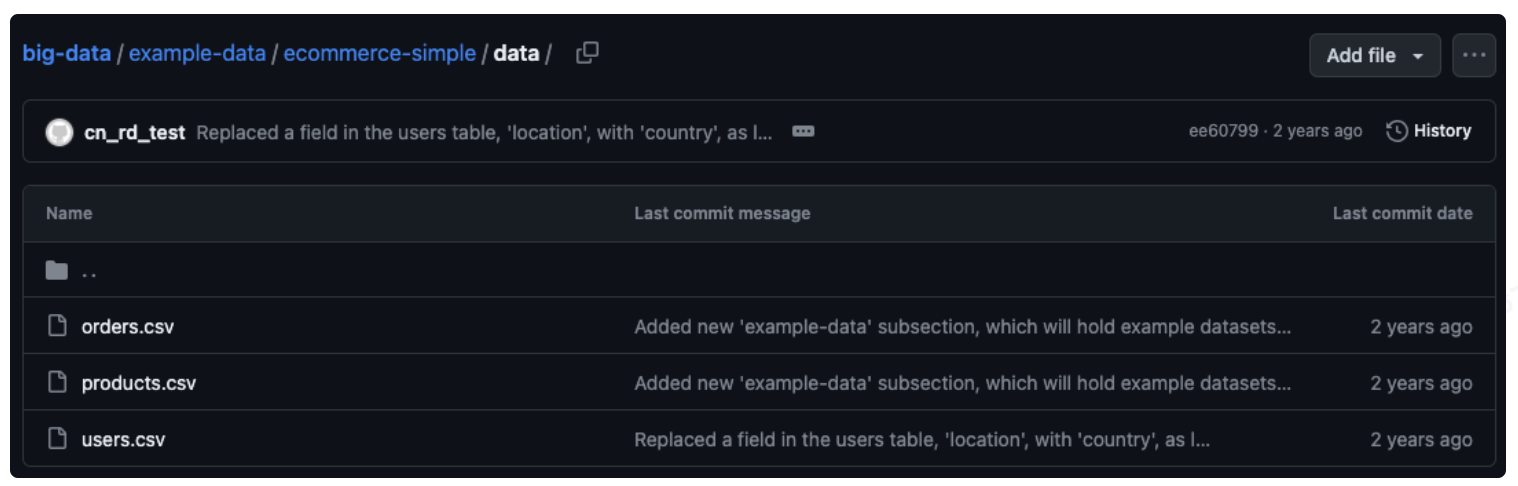 big-data / example-data / ecommerce-simple / data /
Add file
cn_rd_test Replaced a field in the users table, 'location', with 'country', as l...
ee60799 · 2 years ago History
Name Last commit message Last commit date
..
orders.csv Added new 'example-data' subsection, which will hold example datasets... 2 years ago
products.csv Added new 'example-data' subsection, which will hold example datasets... 2 years ago
users.csv Replaced a field in the users table, 'location', with 'country', as l... 2 years ago